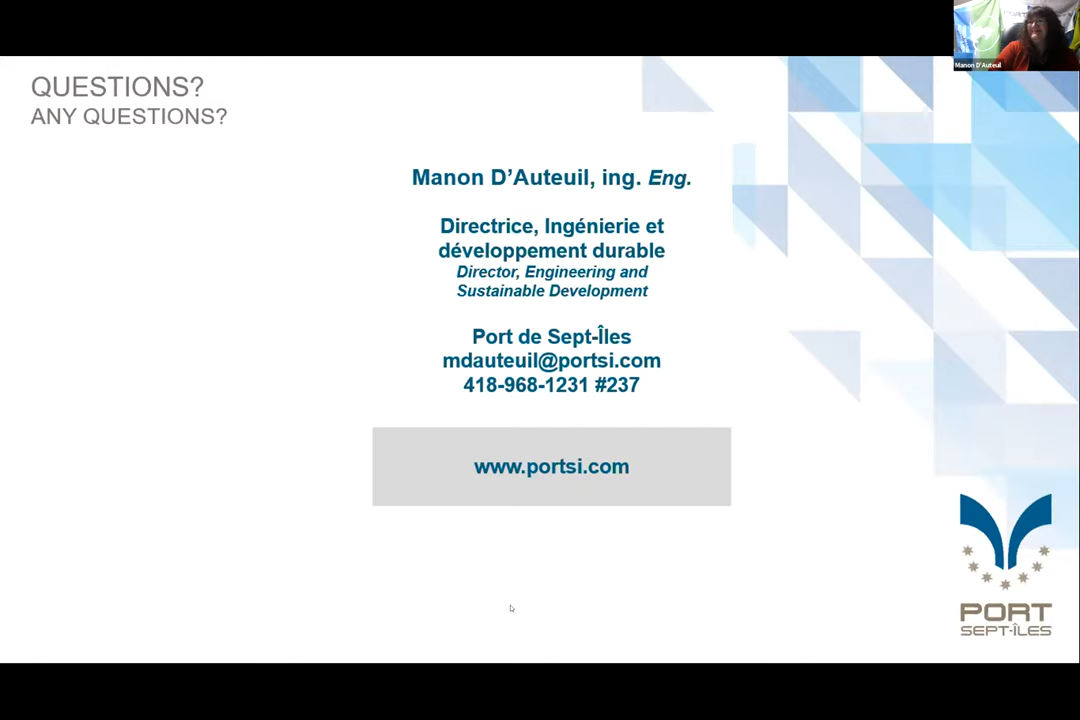 Manon D'Auteuil
QUESTIONS?
ANY QUESTIONS?
Manon D’Auteuil, ing. Eng.
Directrice, Ingénierie et
développement durable
Director, Engineering and
Sustainable Development
Port de Sept-Îles
mdauteuil@portsi.com
418-968-1231 #237
www.portsi.com
PORT
SEPT-ÎLES